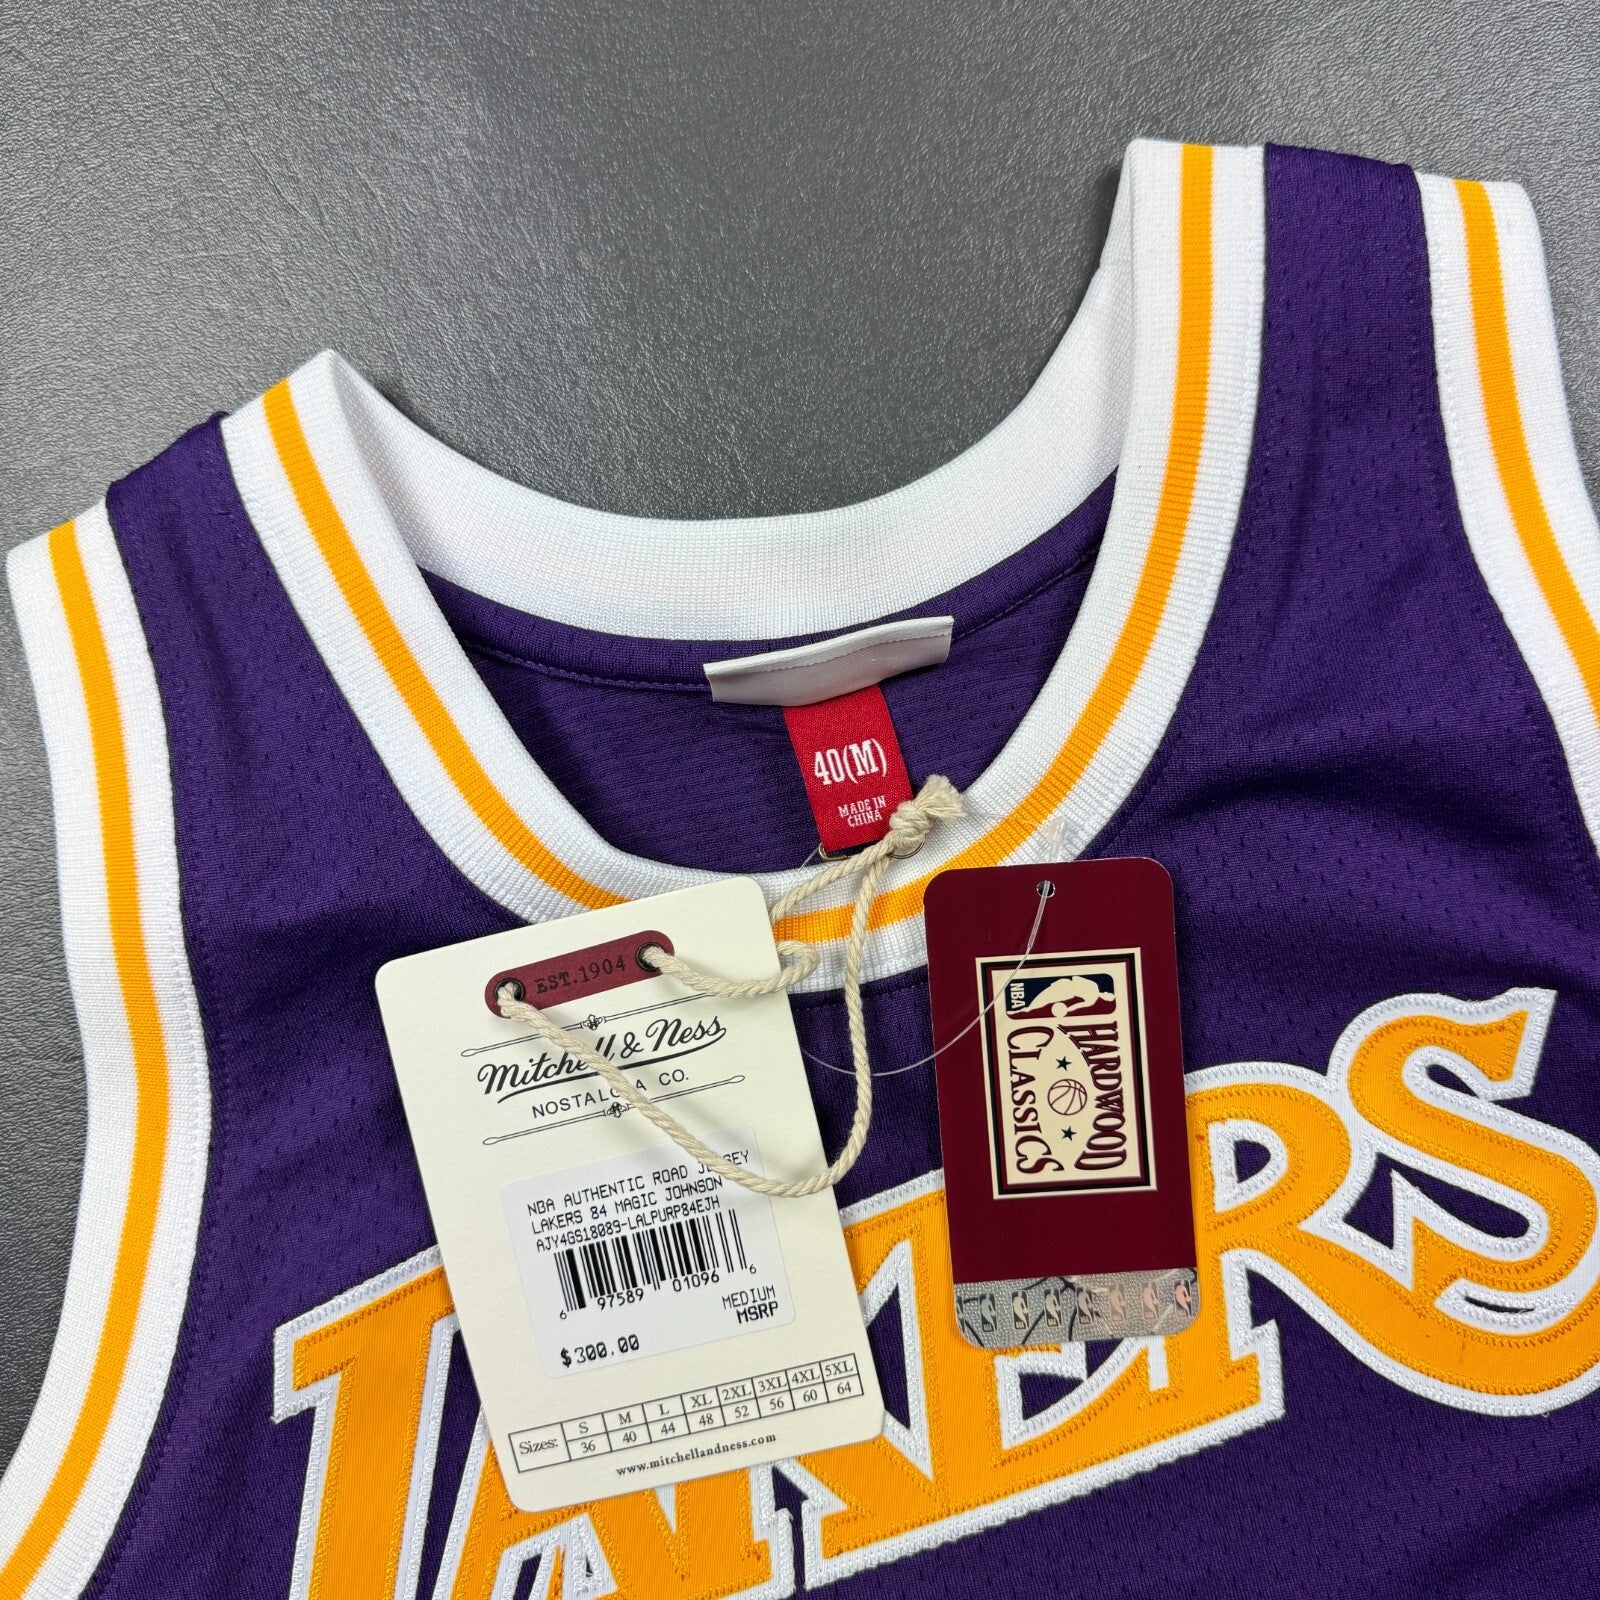 40(M)
MADE IN
CHINA
EST.1904
Mitchell & Ness
NOSTALGIA CO.
NBA AUTHENTIC ROAD JERSEY
LAKERS 84 MAGIC JOHNSON
AJY4GS18089-LALPURP84EJH
6 97589 01096 6
MEDIUM
MSRP
$300.00
Sizes: S M L XL 2XL 3XL 4XL 5XL
36 40 44 48 52 56 60 64
www.mitchellandness.com
NBA
HARDWOOD
CLASSICS
LAKERS